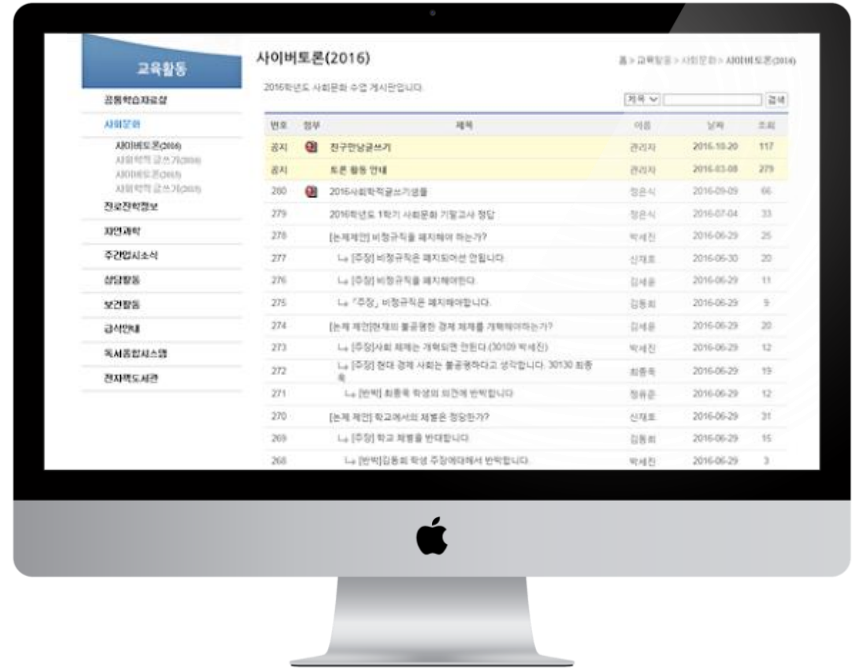 교육활동
공통학습자료실
사회문화
사이버토론(2016)
사회학적 글쓰기(2016)
사이버토론(2015)
사회학적 글쓰기(2015)
진로진학정보
자연과학
주간입시소식
상담활동
보건활동
급식안내
독서종합시스템
전자책도서관
사이버토론(2016)
홈 > 교육활동 > 사회문화 > 사이버토론(2016)
2016학년도 사회문화 수업 게시판입니다.
제목 검색
번호 첨부 제목 이름 날짜 조회
공지 친구만남글쓰기 관리자 2016-10-20 117
공지 토론 활동 안내 관리자 2016-03-08 279
280 2016사회학적글쓰기샘플 정은식 2016-09-09 66
279 2016학년도 1학기 사회문화 기말고사 정답 정은식 2016-07-04 33
278 [논제제안] 비정규직을 폐지해야 하는가? 박세진 2016-06-29 25
277 [주장] 비정규직은 폐지되어선 안됩니다. 신재호 2016-06-30 20
276 [주장] 비정규직을 폐지해야한다. 김세윤 2016-06-29 11
275 「주장」비정규직은 폐지해야합니다. 김동희 2016-06-29 9
274 [논제 제안]현재의 불공평한 경제 체제를 개혁해야하는가? 김세윤 2016-06-29 20
273 [주장]사회 체제는 개혁되면 안된다.(30109 박세진) 박세진 2016-06-29 12
272 [주장] 현대 경제 사회는 불공평하다고 생각합니다. 30130 최종
욱 최종욱 2016-06-29 19
271 [반박] 최종욱 학생의 의견에 반박합니다. 정유준 2016-06-29 12
270 [논제 제안] 학교에서의 체벌은 정당한가? 신재호 2016-06-29 31
269 [주장] 학교 체벌을 반대합니다. 김동희 2016-06-29 15
268 [반박]김동희 학생 주장에대해서 반박합니다. 박세진 2016-06-29 3